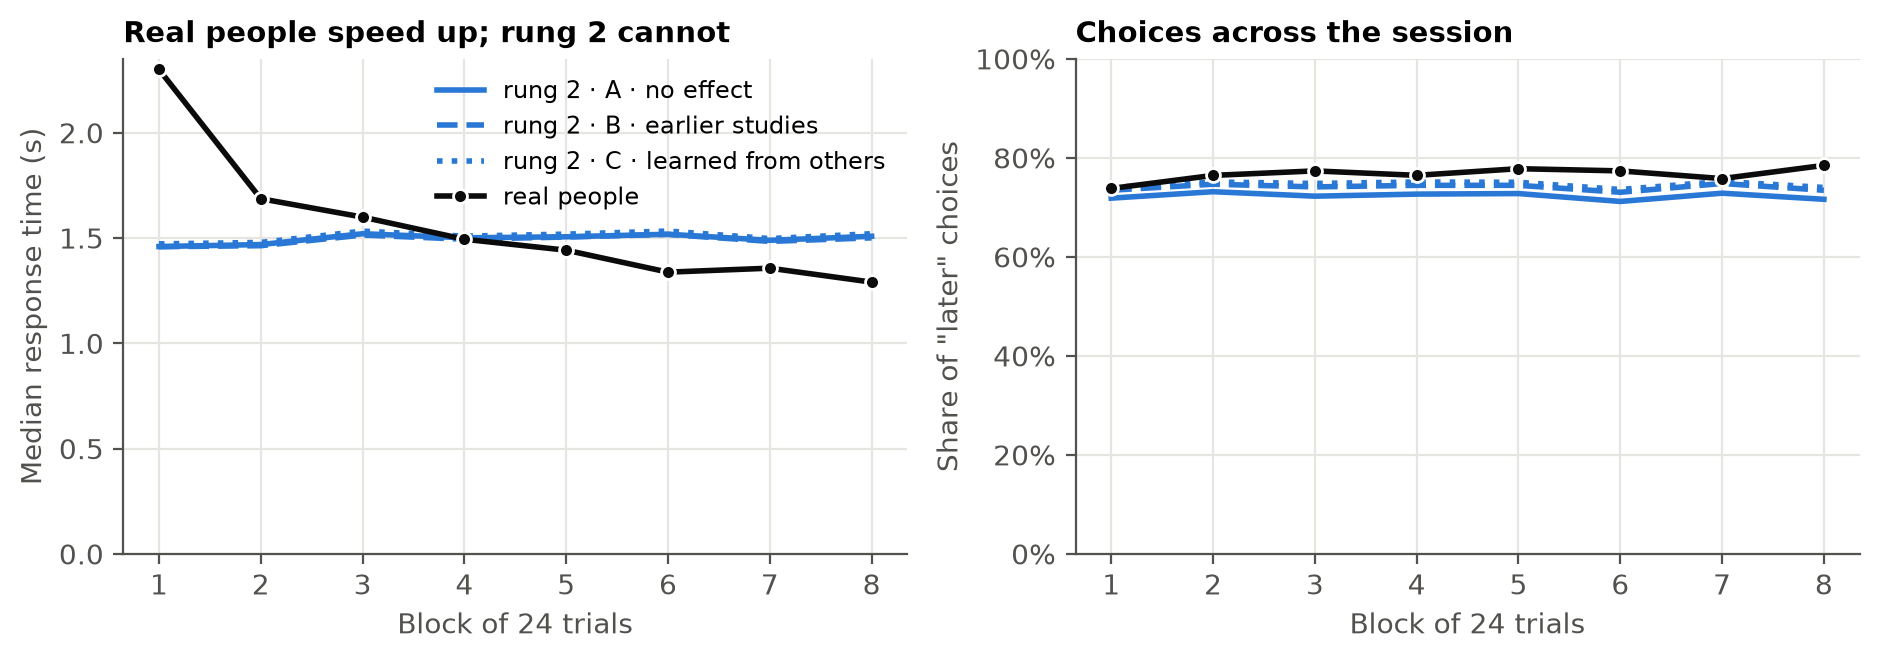 Real people speed up; rung 2 cannot
Median response time (s)
2.0
1.5
1.0
0.5
0.0
rung 2 · A · no effect
rung 2 · B · earlier studies
rung 2 · C · learned from others
real people
1 2 3 4 5 6 7 8
Block of 24 trials
Choices across the session
Share of "later" choices
100%
80%
60%
40%
20%
0%
1 2 3 4 5 6 7 8
Block of 24 trials